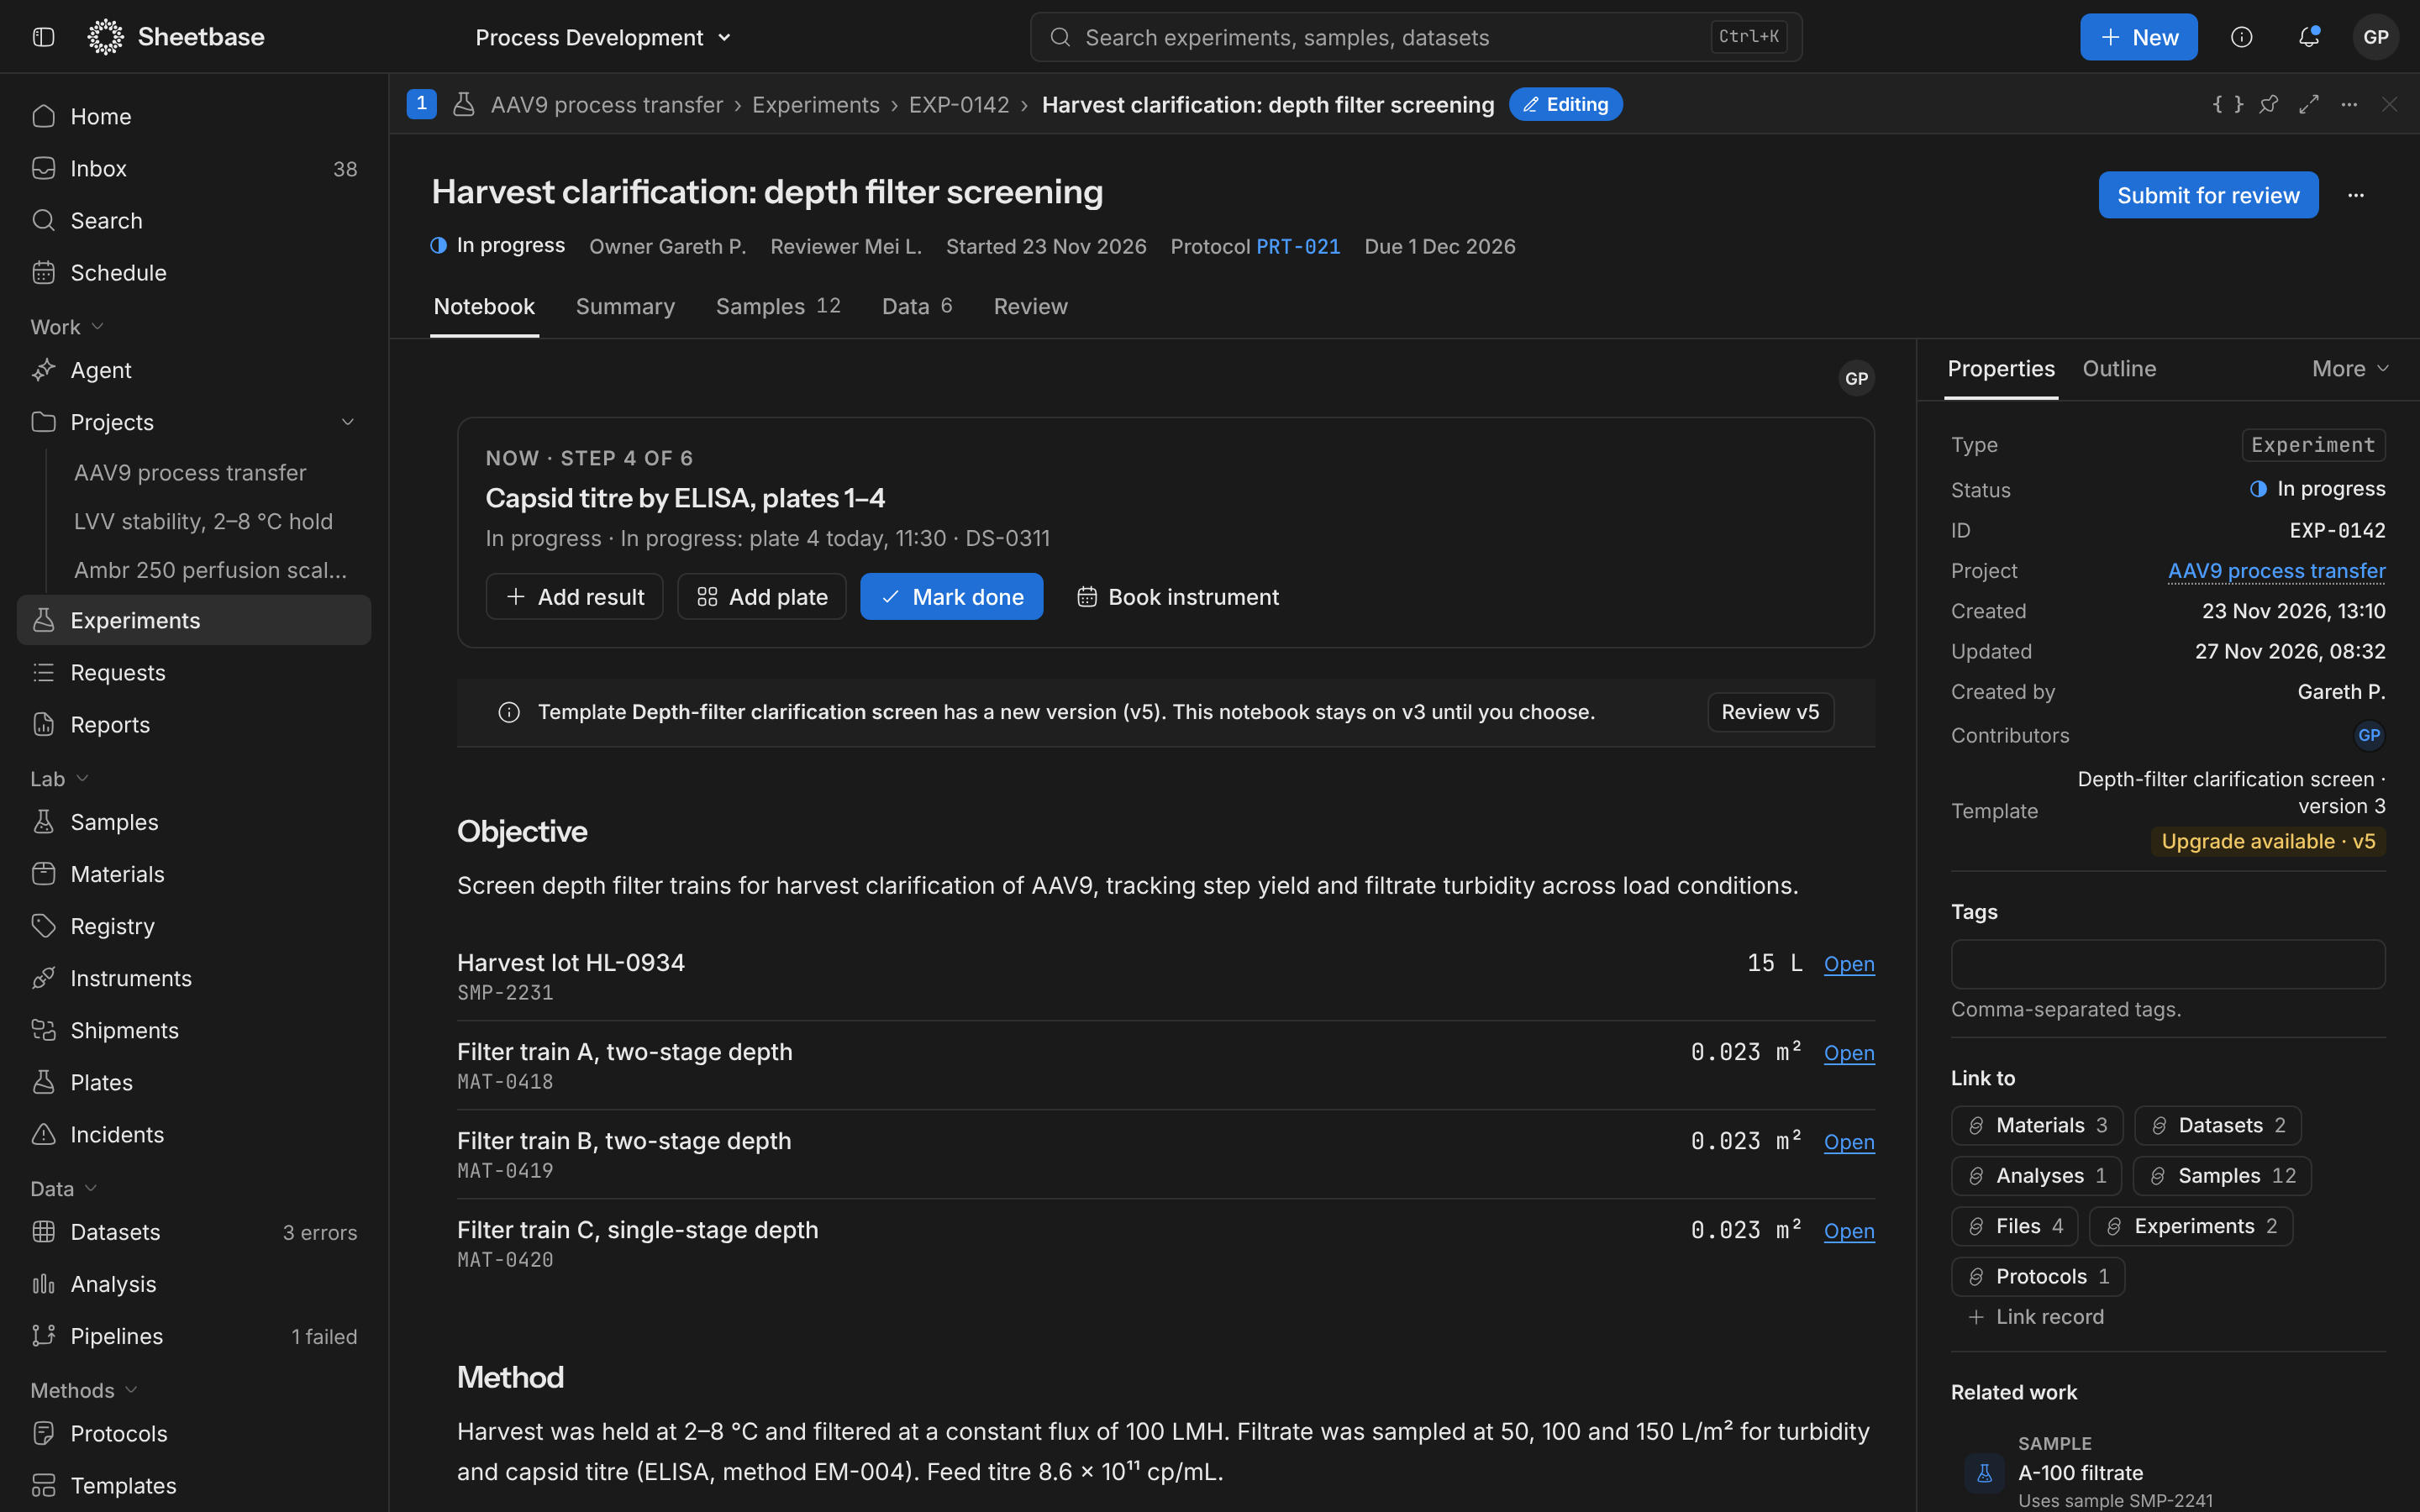 Sheetbase
Process Development
Search experiments, samples, datasets
Ctrl+K
New
GP
Home
Inbox 38
Search
Schedule
Work
Agent
Projects
AAV9 process transfer
LVV stability, 2–8 °C hold
Ambr 250 perfusion scal...
Experiments
Requests
Reports
Lab
Samples
Materials
Registry
Instruments
Shipments
Plates
Incidents
Data
Datasets 3 errors
Analysis
Pipelines 1 failed
Methods
Protocols
Templates
1 AAV9 process transfer › Experiments › EXP-0142 › Harvest clarification: depth filter screening Editing
Harvest clarification: depth filter screening
Submit for review
In progress Owner Gareth P. Reviewer Mei L. Started 23 Nov 2026 Protocol PRT-021 Due 1 Dec 2026
Notebook Summary Samples 12 Data 6 Review
GP
NOW · STEP 4 OF 6
Capsid titre by ELISA, plates 1–4
In progress · In progress: plate 4 today, 11:30 · DS-0311
Add result Add plate Mark done Book instrument
Template Depth-filter clarification screen has a new version (v5). This notebook stays on v3 until you choose. Review v5
Objective
Screen depth filter trains for harvest clarification of AAV9, tracking step yield and filtrate turbidity across load conditions.
Harvest lot HL-0934 15 L Open
SMP-2231
Filter train A, two-stage depth 0.023 m² Open
MAT-0418
Filter train B, two-stage depth 0.023 m² Open
MAT-0419
Filter train C, single-stage depth 0.023 m² Open
MAT-0420
Method
Harvest was held at 2–8 °C and filtered at a constant flux of 100 LMH. Filtrate was sampled at 50, 100 and 150 L/m² for turbidity
and capsid titre (ELISA, method EM-004). Feed titre 8.6 × 10¹¹ cp/mL.
Properties Outline More
Type Experiment
Status In progress
ID EXP-0142
Project AAV9 process transfer
Created 23 Nov 2026, 13:10
Updated 27 Nov 2026, 08:32
Created by Gareth P.
Contributors GP
Template Depth-filter clarification screen ·
version 3
Upgrade available · v5
Tags
Comma-separated tags.
Link to
Materials 3 Datasets 2
Analyses 1 Samples 12
Files 4 Experiments 2
Protocols 1
Link record
Related work
SAMPLE
A-100 filtrate
Uses sample SMP-2241